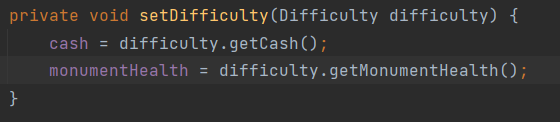 private void setDifficulty(Difficulty difficulty) {
    cash = difficulty.getCash();
    monumentHealth = difficulty.getMonumentHealth();
}